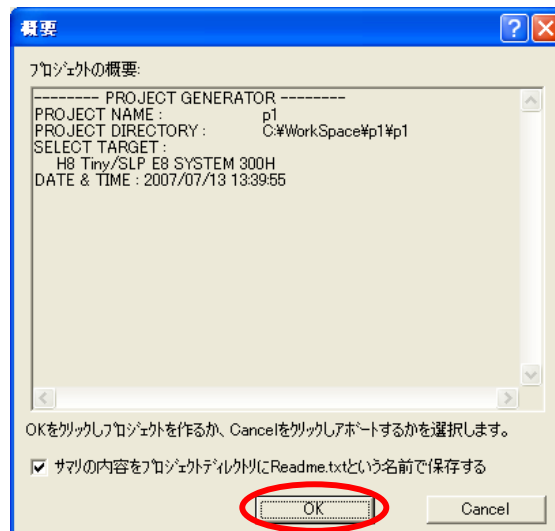 概要
プロジェクトの概要:
-------- PROJECT GENERATOR --------
PROJECT NAME : p1
PROJECT DIRECTORY : C:¥WorkSpace¥p1¥p1
SELECT TARGET :
H8 Tiny/SLP E8 SYSTEM 300H
DATE & TIME : 2007/07/13 13:39:55
OKをクリックしプロジェクトを作るか、Cancelをクリックしアボートするかを選択します。
サマリの内容をプロジェクトディレクトリにReadme.txtという名前で保存する
OK
Cancel